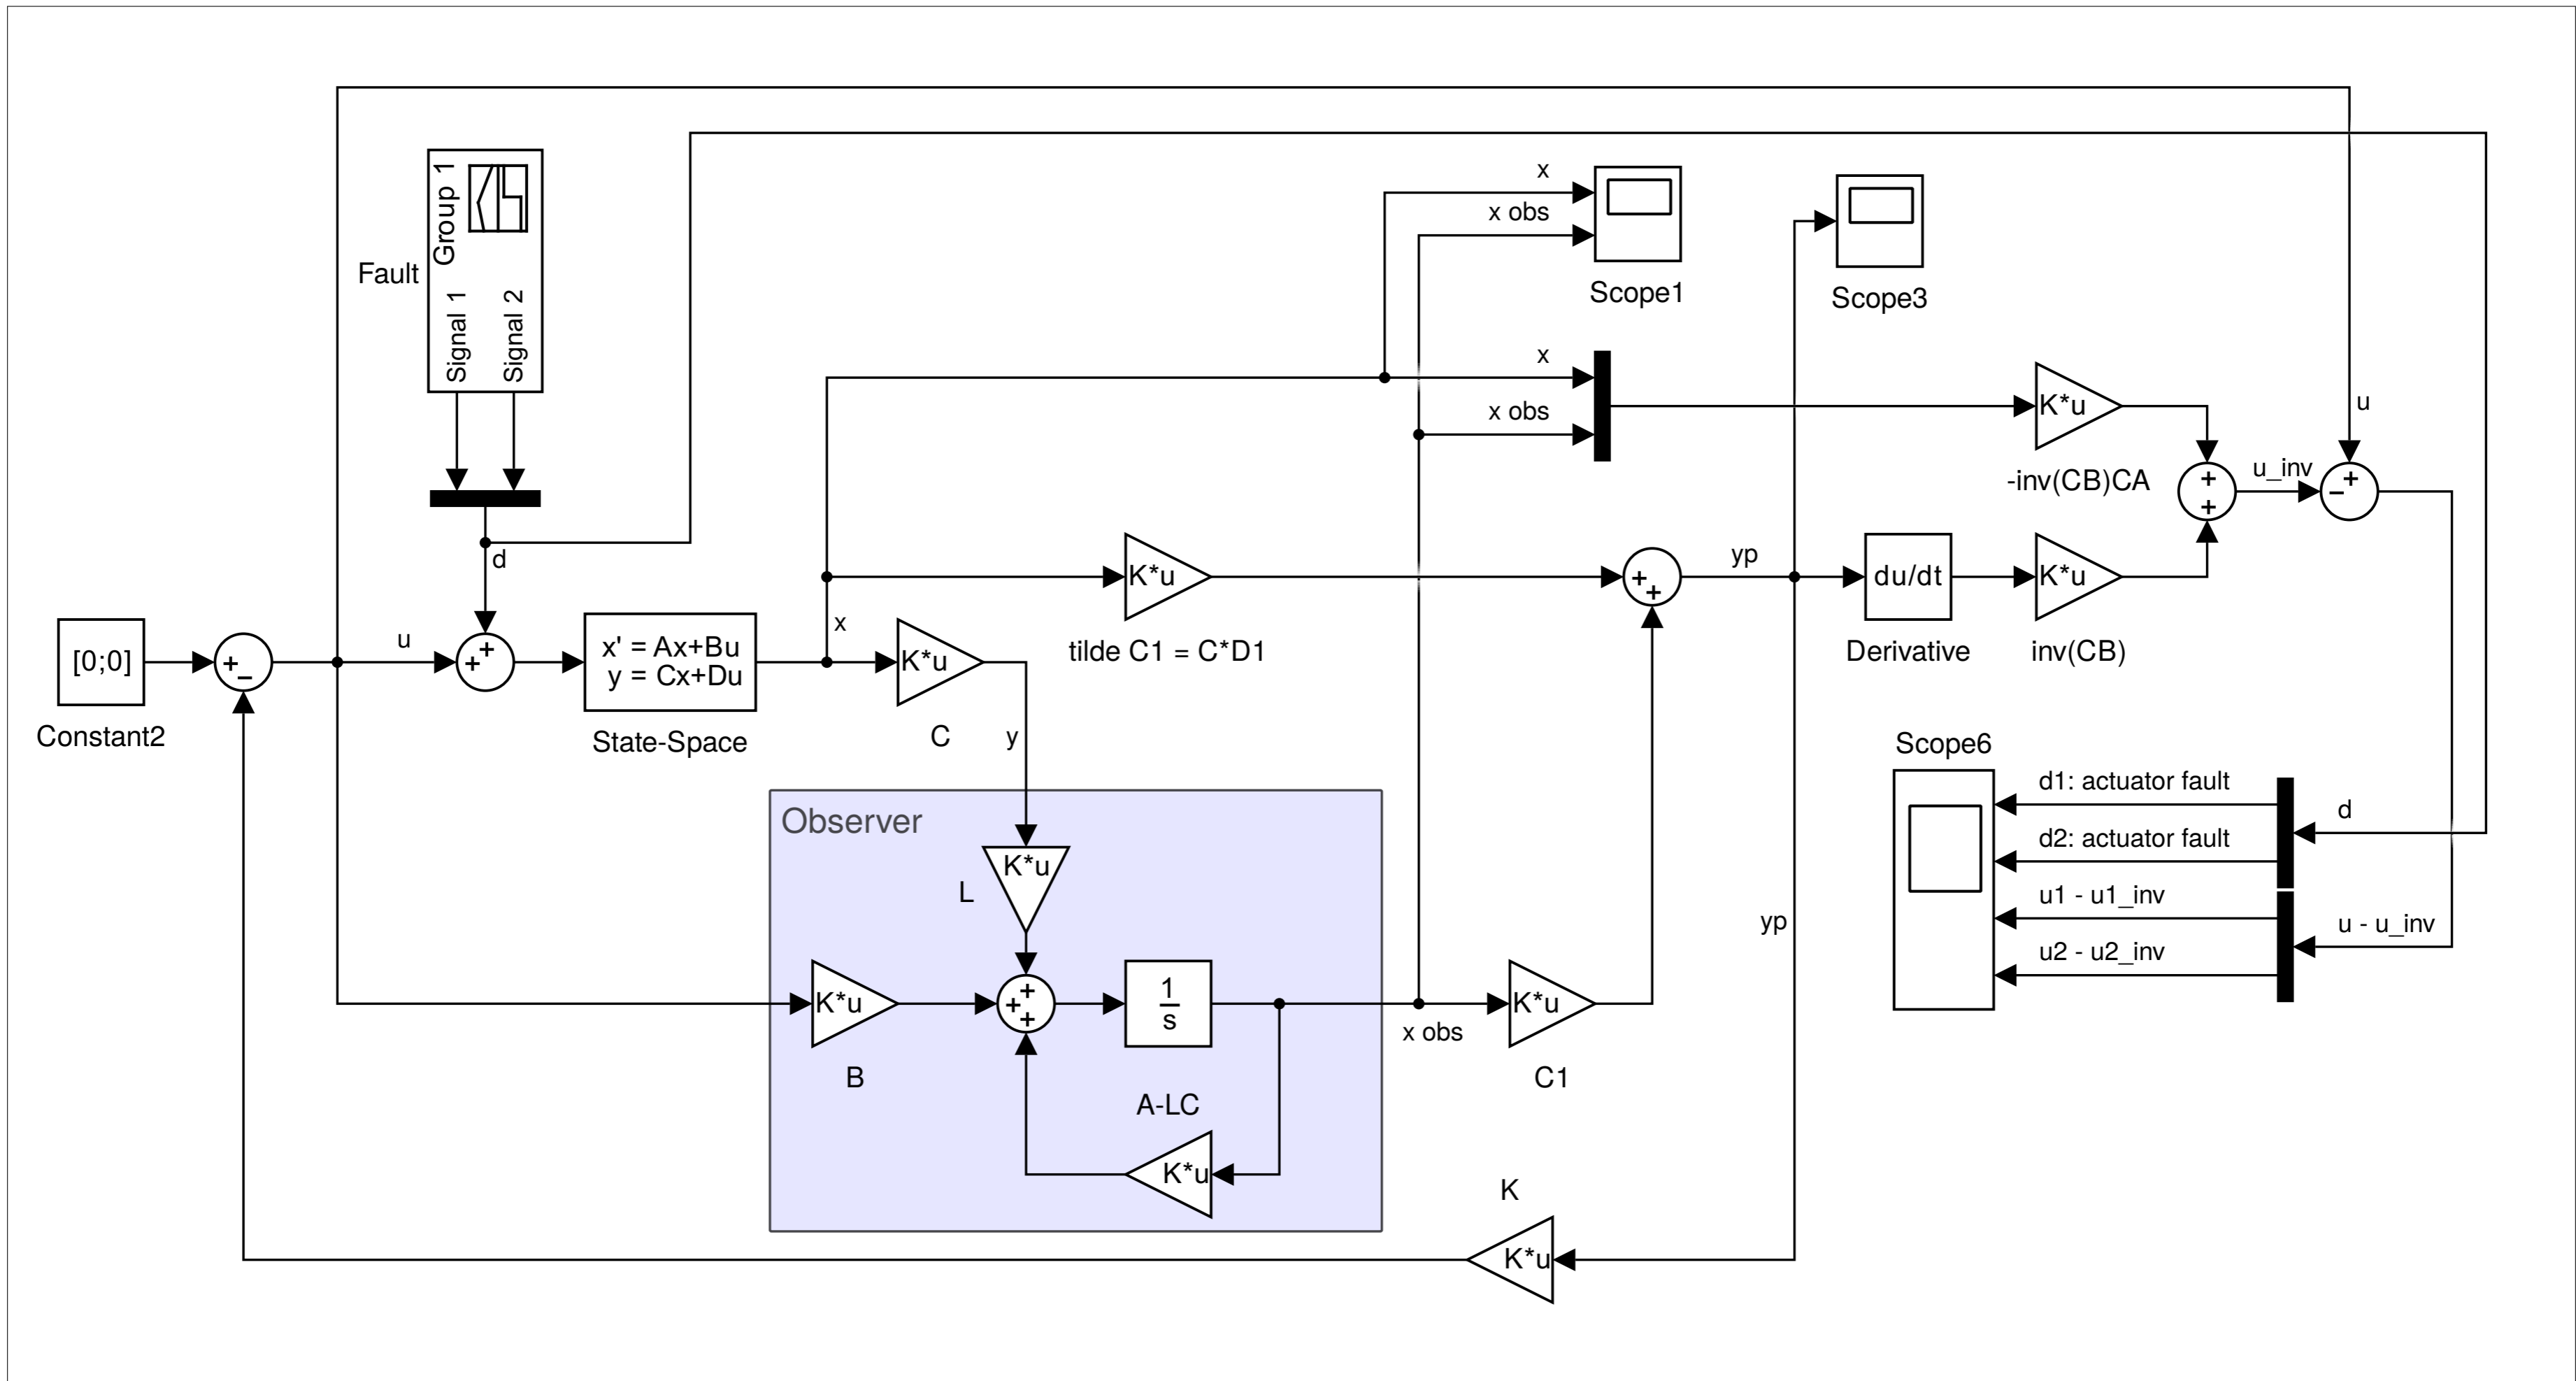 Group 1
Signal 1
Signal 2
Fault
x
x obs
Scope1
Scope3
x
x obs
K*u
-inv(CB)CA
u
u_inv
+
+
+
−
d
K*u
tilde C1 = C*D1
+
+
yp
du/dt
Derivative
K*u
inv(CB)
[0;0]
Constant2
+
−
u
+
+
x' = Ax+Bu
y = Cx+Du
State-Space
x
K*u
C
y
Scope6
d1: actuator fault
d2: actuator fault
u1 - u1_inv
u2 - u2_inv
d
u - u_inv
Observer
K*u
L
K*u
B
+
+
+
1
s
x obs
K*u
C1
yp
A-LC
K*u
K
K*u